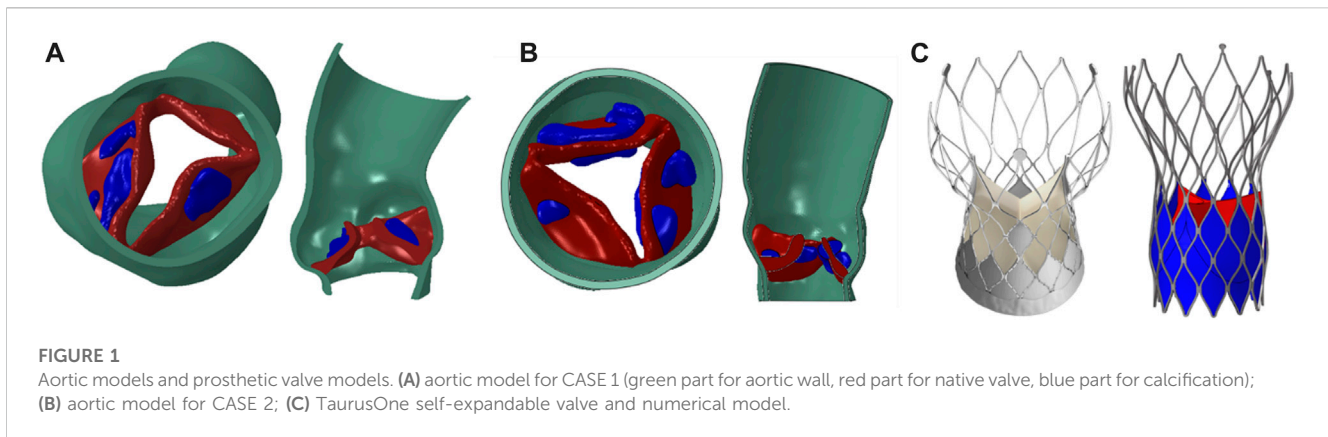 A
B
C
FIGURE 1
Aortic models and prosthetic valve models. (A) aortic model for CASE 1 (green part for aortic wall, red part for native valve, blue part for calcification);
(B) aortic model for CASE 2; (C) TaurusOne self-expandable valve and numerical model.